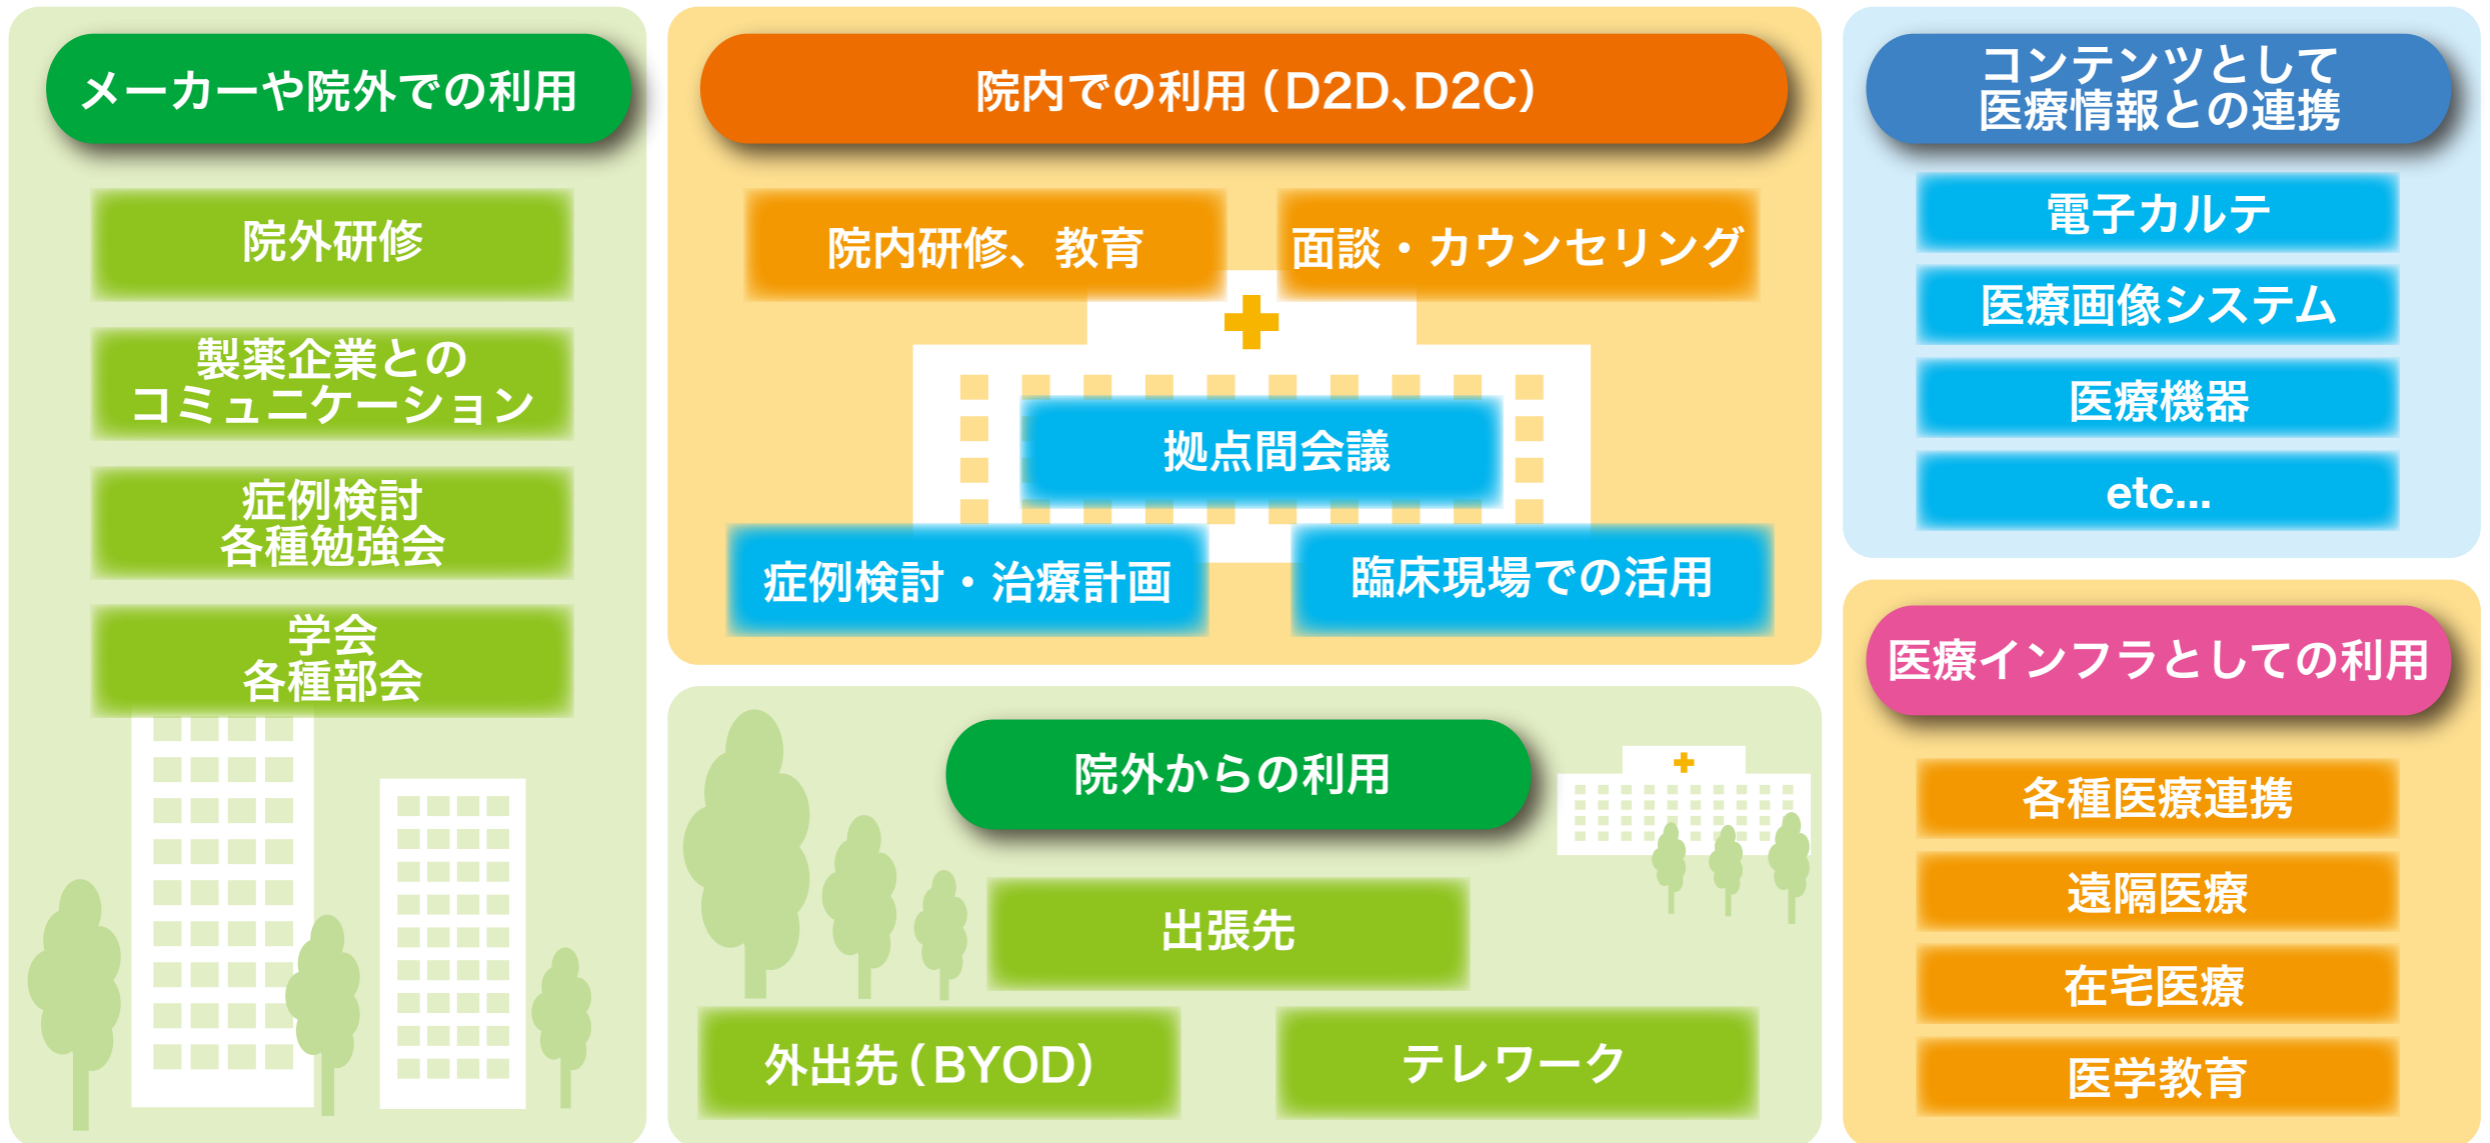 メーカーや院外での利用
院外研修
製薬企業との
コミュニケーション
症例検討
各種勉強会
学会
各種部会
院内での利用（D2D、D2C）
院内研修、教育
面談・カウンセリング
拠点間会議
症例検討・治療計画
臨床現場での活用
院外からの利用
出張先
外出先（BYOD）
テレワーク
コンテンツとして
医療情報との連携
電子カルテ
医療画像システム
医療機器
etc...
医療インフラとしての利用
各種医療連携
遠隔医療
在宅医療
医学教育